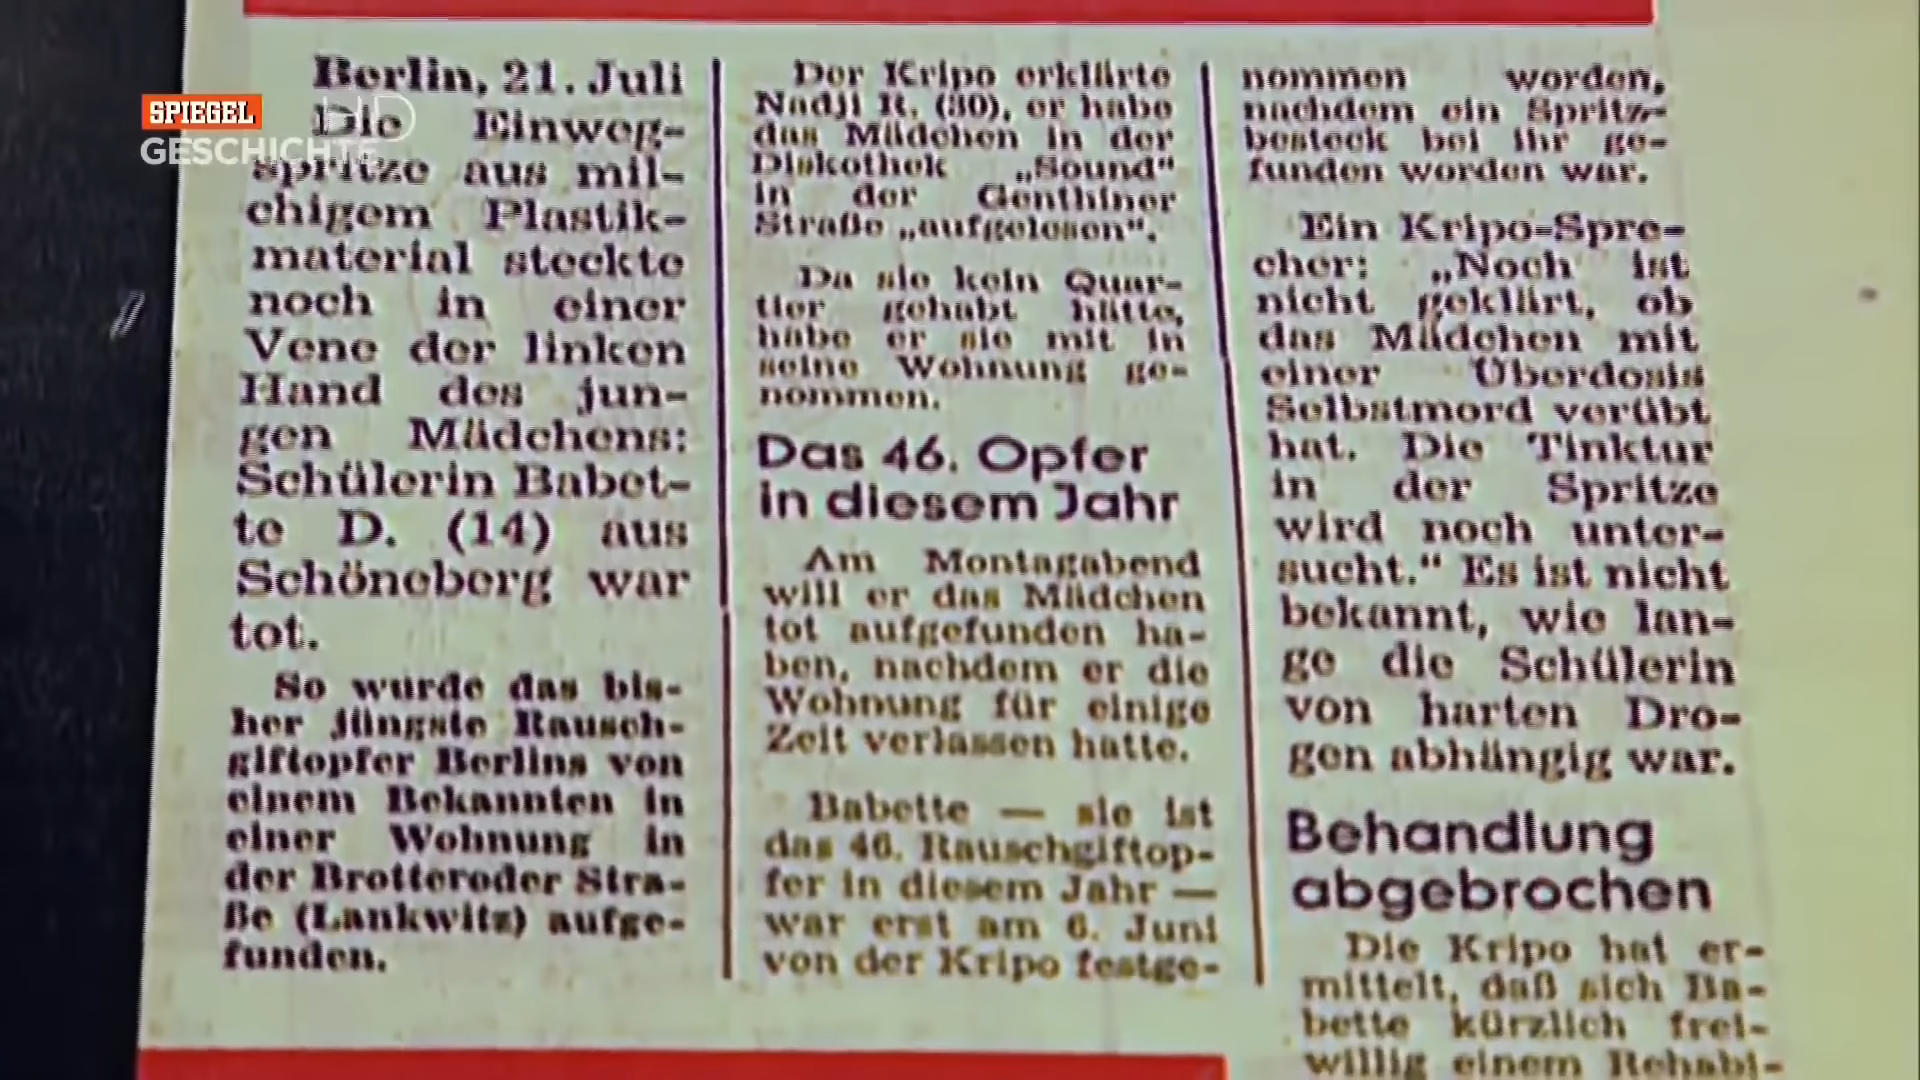 SPIEGEL
GESCHICHTE
HD
Berlin, 21. Juli
Die Einweg-
spritze aus mil-
chigem Plastik-
material steckte
noch in einer
Vene der linken
Hand des jun-
gen Mädchens:
Schülerin Babet-
te D. (14) aus
Schöneberg war
tot.
So wurde das bis-
her jüngste Rausch-
giftopfer Berlins von
einem Bekannten in
einer Wohnung in
der Brotteroder Stra-
ße (Lankwitz) aufge-
funden.
Der Kripo erklärte
Nadji R. (30), er habe
das Mädchen in der
Diskothek „Sound“
in der Genthiner
Straße „aufgelesen“.
Da sie kein Quar-
tier gehabt hätte,
habe er sie mit in
seine Wohnung ge-
nommen.
Das 46. Opfer
in diesem Jahr
Am Montagabend
will er das Mädchen
tot aufgefunden ha-
ben, nachdem er die
Wohnung für einige
Zeit verlassen hatte.
Babette — sie ist
das 46. Rauschgiftop-
fer in diesem Jahr —
war erst am 6. Juni
von der Kripo festge-
nommen worden,
nachdem ein Spritz-
besteck bei ihr ge-
funden worden war.
Ein Kripo-Spre-
cher: „Noch ist
nicht geklärt, ob
das Mädchen mit
einer Überdosis
Selbstmord verübt
hat. Die Tinktur
in der Spritze
wird noch unter-
sucht.“ Es ist nicht
bekannt, wie lan-
ge die Schülerin
von harten Dro-
gen abhängig war.
Behandlung
abgebrochen
Die Kripo hat er-
mittelt, daß sich Ba-
bette kürzlich frei-
willig einem Rehabi-